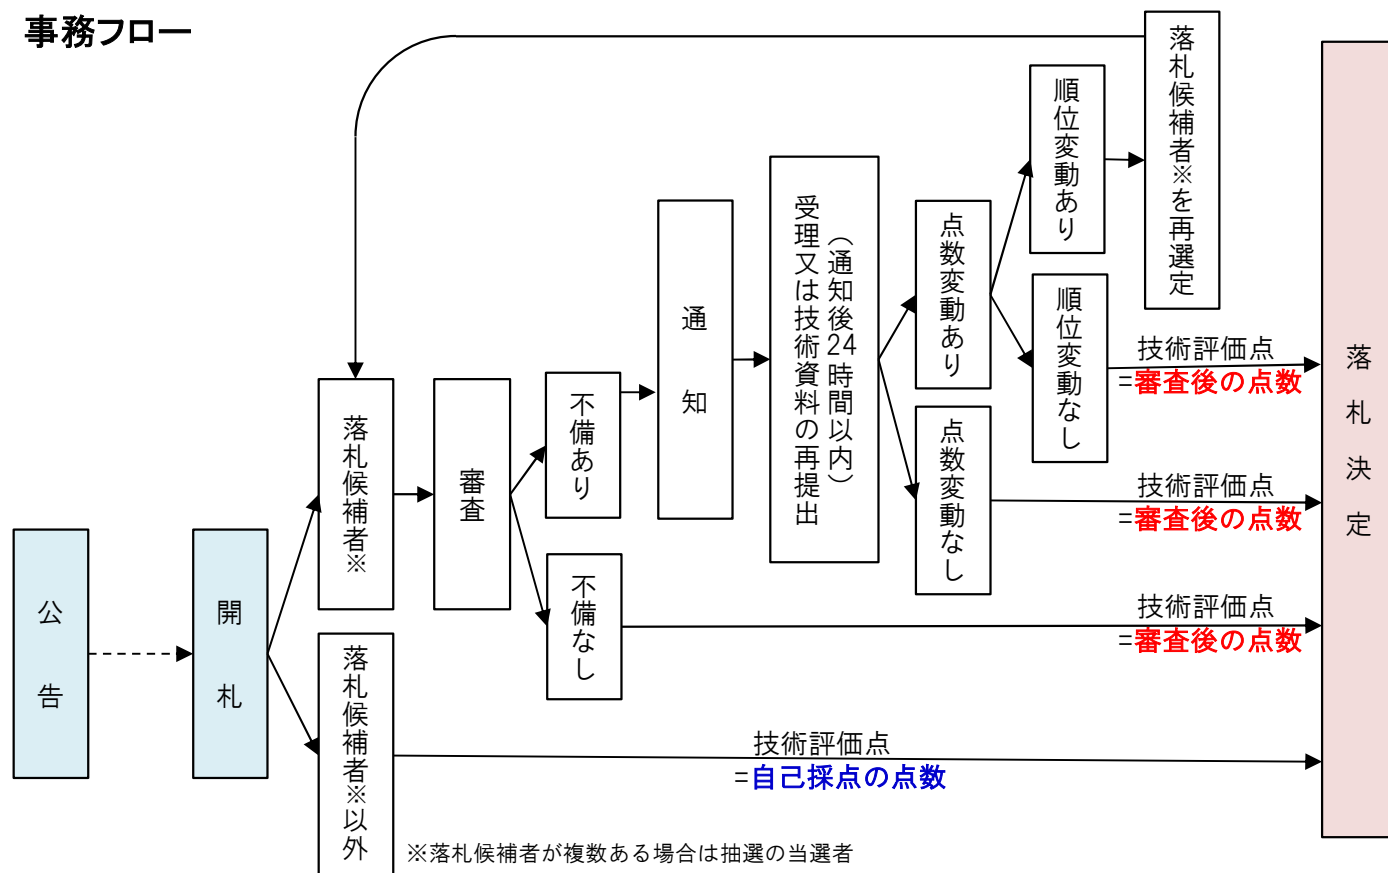 事務フロー
公告
開札
落札候補者※
落札候補者※以外
審査
不備あり
不備なし
通知
受理又は技術資料の再提出
（通知後24時間以内）
点数変動あり
点数変動なし
順位変動あり
順位変動なし
落札候補者※を再選定
技術評価点
=審査後の点数
技術評価点
=審査後の点数
技術評価点
=審査後の点数
技術評価点
=自己採点の点数
落札決定
※落札候補者が複数ある場合は抽選の当選者